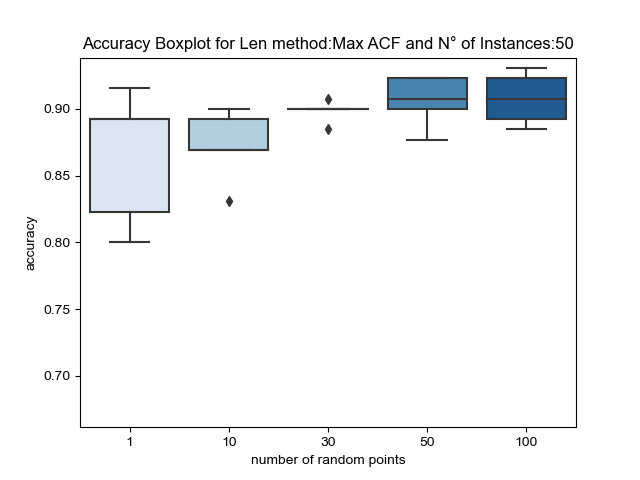 Accuracy Boxplot for Len method:Max ACF and N° of Instances:50
0.90
0.85
0.80
0.75
0.70
accuracy
1 10 30 50 100
number of random points